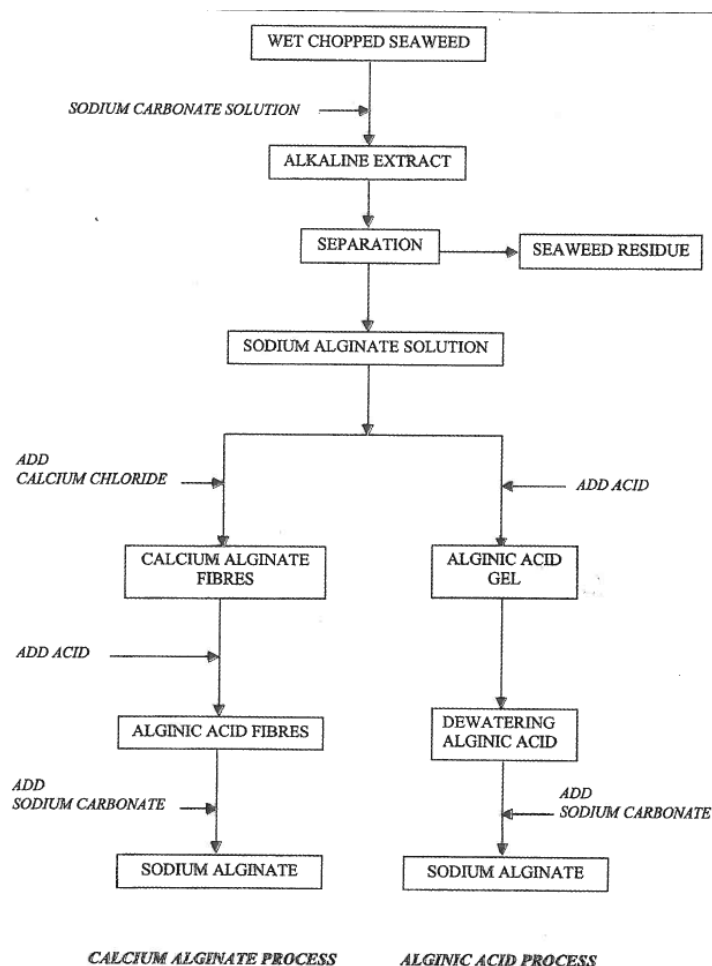 WET CHOPPED SEAWEED
SODIUM CARBONATE SOLUTION
ALKALINE EXTRACT
SEPARATION
SEAWEED RESIDUE
SODIUM ALGINATE SOLUTION
ADD
CALCIUM CHLORIDE
ADD ACID
CALCIUM ALGINATE
FIBRES
ALGINIC ACID
GEL
ADD ACID
ALGINIC ACID FIBRES
DEWATERING
ALGINIC ACID
ADD
SODIUM CARBONATE
ADD
SODIUM CARBONATE
SODIUM ALGINATE
SODIUM ALGINATE
CALCIUM ALGINATE PROCESS
ALGINIC ACID PROCESS